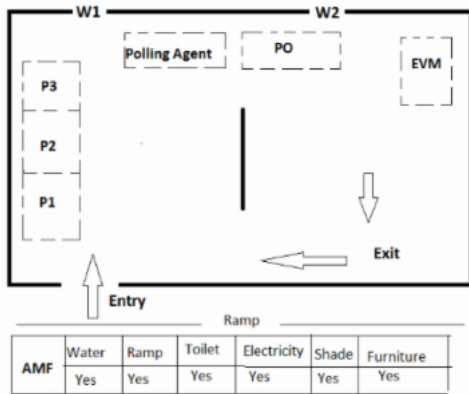 W1 W2
Polling Agent PO EVM
P3
P2
P1
Exit
Entry
Ramp
AMF Water Ramp Toilet Electricity Shade Furniture
Yes Yes Yes Yes Yes Yes